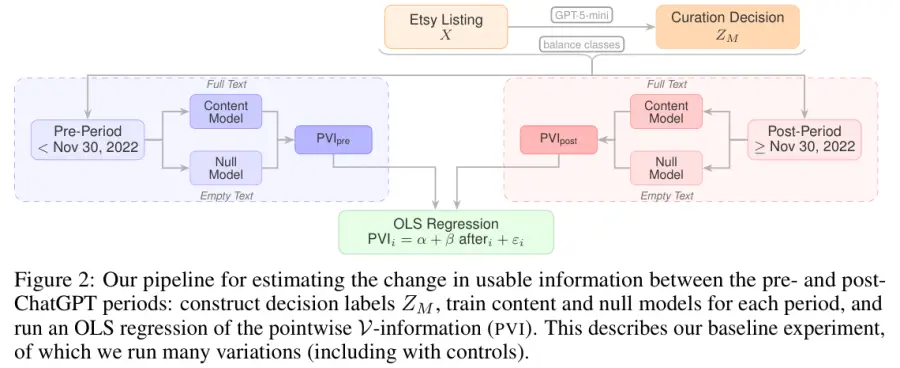 Etsy Listing
X
GPT-5-mini
Curation Decision
Z_M
balance classes
Full Text
Pre-Period
< Nov 30, 2022
Content
Model
Null
Model
PVI_pre
Empty Text
Full Text
PVI_post
Content
Model
Null
Model
Post-Period
≥ Nov 30, 2022
Empty Text
OLS Regression
PVI_i = α + β after_i + ε_i
Figure 2: Our pipeline for estimating the change in usable information between the pre- and post-
ChatGPT periods: construct decision labels Z_M, train content and null models for each period, and
run an OLS regression of the pointwise 𝒱-information (PVI). This describes our baseline experiment,
of which we run many variations (including with controls).